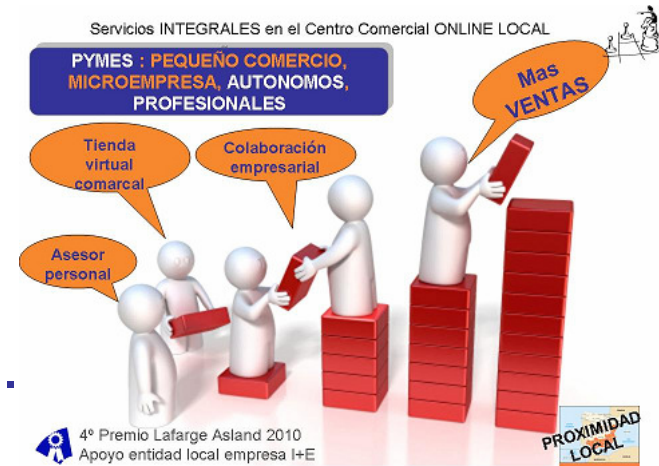 Servicios INTEGRALES en el Centro Comercial ONLINE LOCAL
PYMES : PEQUEÑO COMERCIO,
MICROEMPRESA, AUTONOMOS,
PROFESIONALES
Mas
VENTAS
Tienda
virtual
comarcal
Colaboración
empresarial
Asesor
personal
4º Premio Lafarge Asland 2010
Apoyo entidad local empresa I+E
PROXIMIDAD
LOCAL